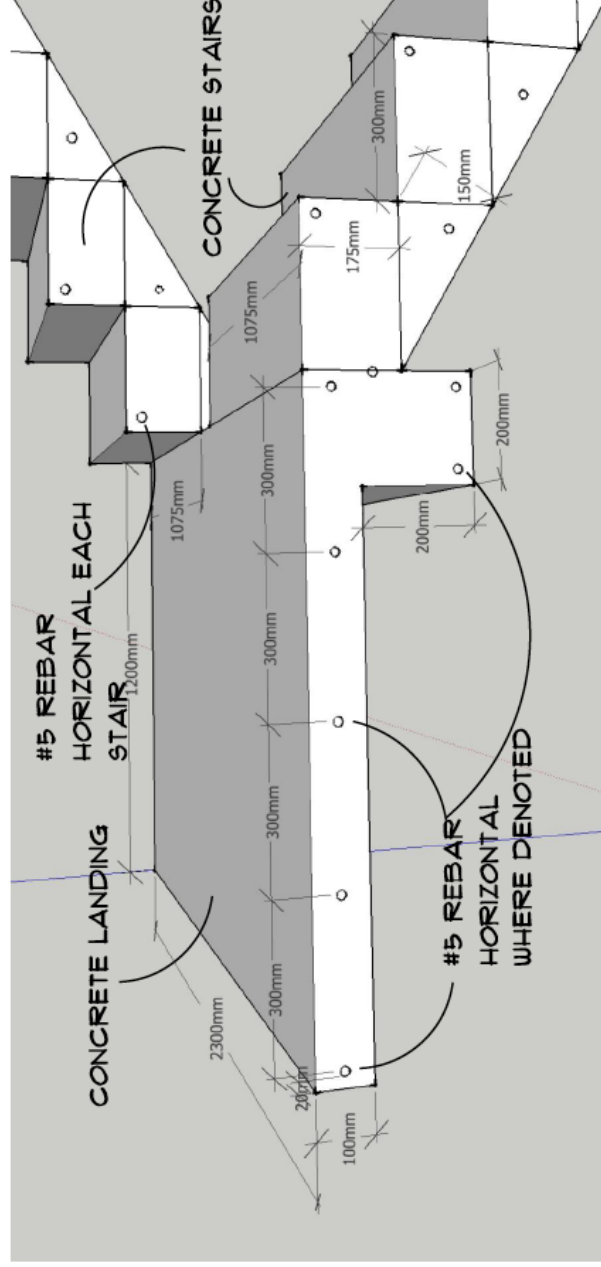 CONCRETE LANDING
#5 REBAR
HORIZONTAL EACH
STAIR
CONCRETE STAIRS
1200mm
1075mm
1075mm
2300mm
300mm
300mm
300mm
300mm
20mm
100mm
300mm
175mm
150mm
200mm
200mm
#5 REBAR
HORIZONTAL
WHERE DENOTED